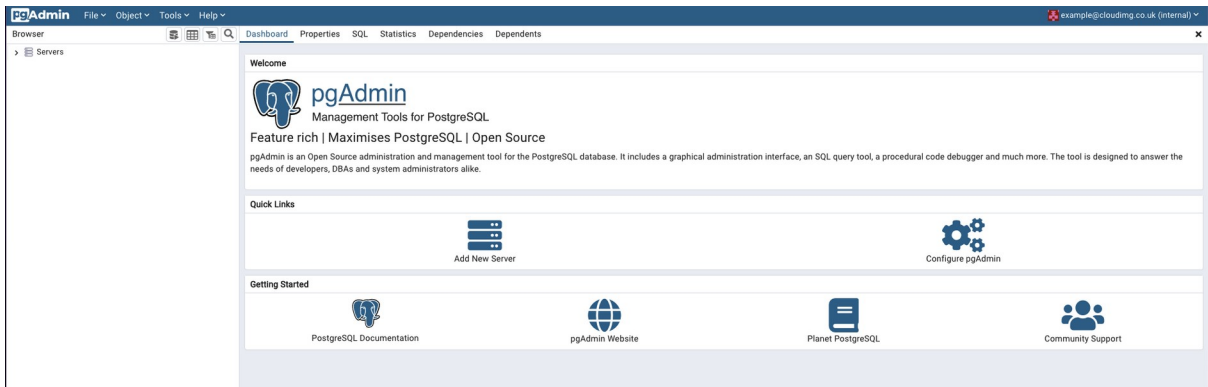 pgAdmin File Object Tools Help example@cloudimg.co.uk (internal)
Browser Dashboard Properties SQL Statistics Dependencies Dependents
Servers
Welcome
pgAdmin
Management Tools for PostgreSQL
Feature rich | Maximises PostgreSQL | Open Source
pgAdmin is an Open Source administration and management tool for the PostgreSQL database. It includes a graphical administration interface, an SQL query tool, a procedural code debugger and much more. The tool is designed to answer the
needs of developers, DBAs and system administrators alike.
Quick Links
Add New Server Configure pgAdmin
Getting Started
PostgreSQL Documentation pgAdmin Website Planet PostgreSQL Community Support